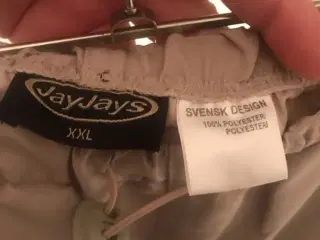 JayJays
XXL
SVENSK DESIGN
100% POLYESTER/
POLYESTERI